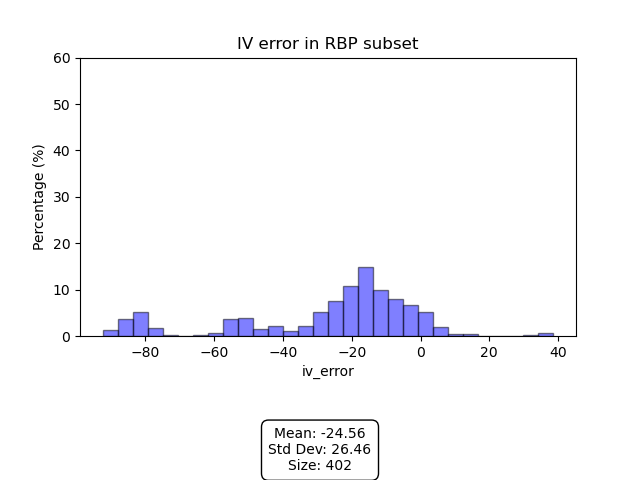 IV error in RBP subset
60
50
40
30
20
10
0
Percentage (%)
−80
−60
−40
−20
0
20
40
iv_error
Mean: -24.56
Std Dev: 26.46
Size: 402